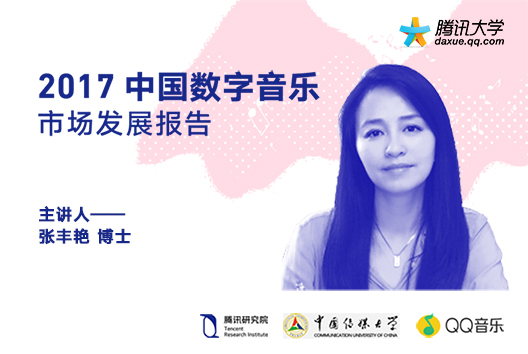 腾讯大学
daxue.qq.com
2017 中国数字音乐
市场发展报告
主讲人——
张丰艳 博士
腾讯研究院
Tencent
Research Institute
中国传媒大学
COMMUNICATION UNIVERSITY OF CHINA
QQ音乐